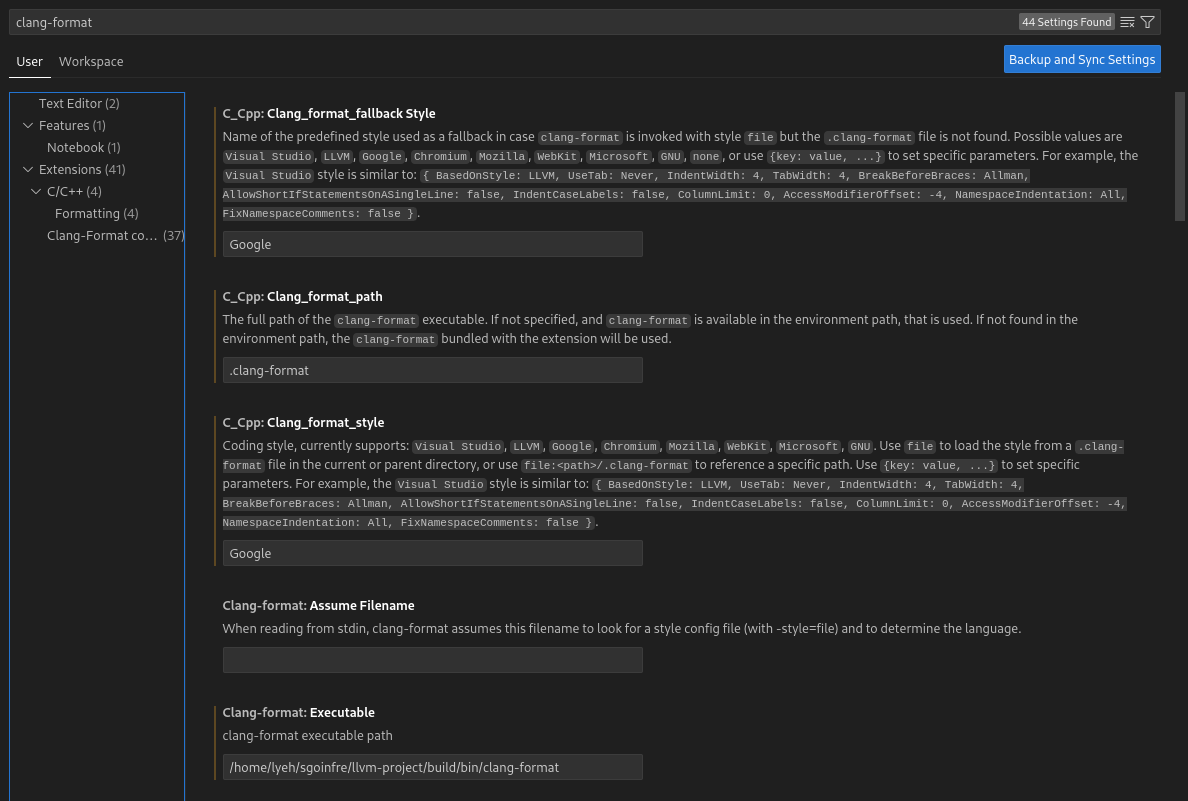 clang-format
44 Settings Found
User
Workspace
Backup and Sync Settings
Text Editor (2)
Features (1)
Notebook (1)
Extensions (41)
C/C++ (4)
Formatting (4)
Clang-Format co... (37)
C_Cpp: Clang_format_fallback Style
Name of the predefined style used as a fallback in case clang-format is invoked with style file but the .clang-format file is not found. Possible values are
Visual Studio, LLVM, Google, Chromium, Mozilla, WebKit, Microsoft, GNU, none, or use {key: value, ...} to set specific parameters. For example, the
Visual Studio style is similar to: { BasedOnStyle: LLVM, UseTab: Never, IndentWidth: 4, TabWidth: 4, BreakBeforeBraces: Allman,
AllowShortIfStatementsOnASingleLine: false, IndentCaseLabels: false, ColumnLimit: 0, AccessModifierOffset: -4, NamespaceIndentation: All,
FixNamespaceComments: false }.
Google
C_Cpp: Clang_format_path
The full path of the clang-format executable. If not specified, and clang-format is available in the environment path, that is used. If not found in the
environment path, the clang-format bundled with the extension will be used.
.clang-format
C_Cpp: Clang_format_style
Coding style, currently supports: Visual Studio, LLVM, Google, Chromium, Mozilla, WebKit, Microsoft, GNU. Use file to load the style from a .clang-
format file in the current or parent directory, or use file:<path>/.clang-format to reference a specific path. Use {key: value, ...} to set specific
parameters. For example, the Visual Studio style is similar to: { BasedOnStyle: LLVM, UseTab: Never, IndentWidth: 4, TabWidth: 4,
BreakBeforeBraces: Allman, AllowShortIfStatementsOnASingleLine: false, IndentCaseLabels: false, ColumnLimit: 0, AccessModifierOffset: -4,
NamespaceIndentation: All, FixNamespaceComments: false }.
Google
Clang-format: Assume Filename
When reading from stdin, clang-format assumes this filename to look for a style config file (with -style=file) and to determine the language.
Clang-format: Executable
clang-format executable path
/home/lyeh/sgoinfre/llvm-project/build/bin/clang-format